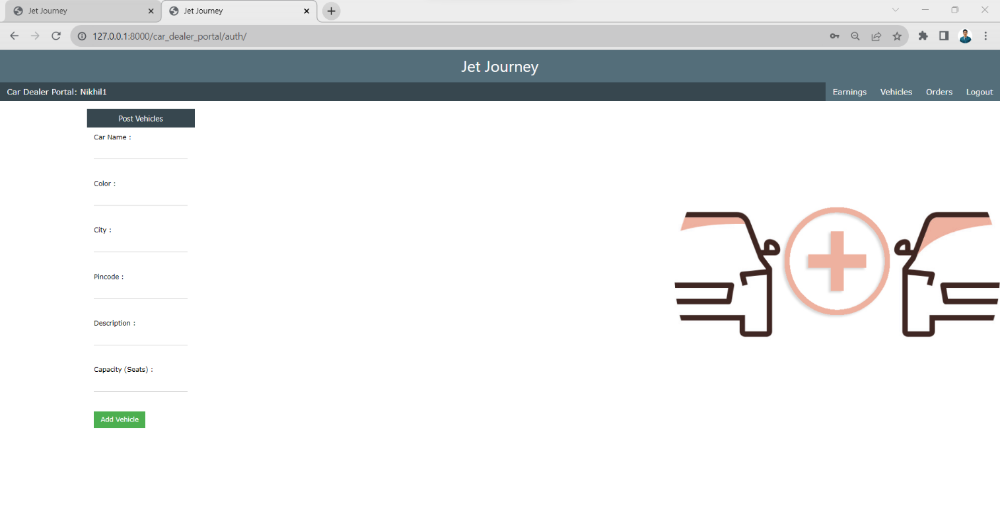 Jet Journey
Jet Journey
127.0.0.1:8000/car_dealer_portal/auth/
Jet Journey
Car Dealer Portal: Nikhil1
Earnings Vehicles Orders Logout
Post Vehicles
Car Name :
Color :
City :
Pincode :
Description :
Capacity (Seats) :
Add Vehicle